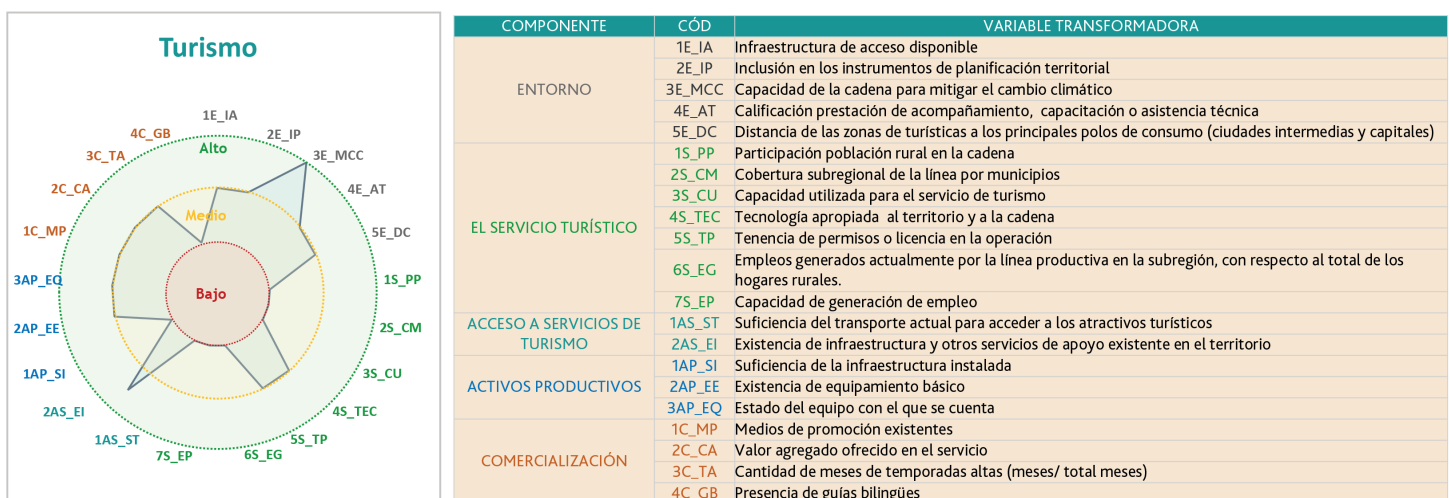 Turismo
1E_IA
2E_IP
3E_MCC
4E_AT
5E_DC
1S_PP
2S_CM
3S_CU
4S_TEC
5S_TP
6S_EG
7S_EP
1AS_ST
2AS_EI
1AP_SI
2AP_EE
3AP_EQ
1C_MP
2C_CA
3C_TA
4C_GB
Alto
Medio
Bajo
COMPONENTE CÓD VARIABLE TRANSFORMADORA
ENTORNO
1E_IA Infraestructura de acceso disponible
2E_IP Inclusión en los instrumentos de planificación territorial
3E_MCC Capacidad de la cadena para mitigar el cambio climático
4E_AT Calificación prestación de acompañamiento, capacitación o asistencia técnica
5E_DC Distancia de las zonas de turísticas a los principales polos de consumo (ciudades intermedias y capitales)
EL SERVICIO TURÍSTICO
1S_PP Participación población rural en la cadena
2S_CM Cobertura subregional de la línea por municipios
3S_CU Capacidad utilizada para el servicio de turismo
4S_TEC Tecnología apropiada al territorio y a la cadena
5S_TP Tenencia de permisos o licencia en la operación
6S_EG Empleos generados actualmente por la línea productiva en la subregión, con respecto al total de los
hogares rurales.
7S_EP Capacidad de generación de empleo
ACCESO A SERVICIOS DE
TURISMO
1AS_ST Suficiencia del transporte actual para acceder a los atractivos turísticos
2AS_EI Existencia de infraestructura y otros servicios de apoyo existente en el territorio
ACTIVOS PRODUCTIVOS
1AP_SI Suficiencia de la infraestructura instalada
2AP_EE Existencia de equipamiento básico
3AP_EQ Estado del equipo con el que se cuenta
COMERCIALIZACIÓN
1C_MP Medios de promoción existentes
2C_CA Valor agregado ofrecido en el servicio
3C_TA Cantidad de meses de temporadas altas (meses/ total meses)
4C_GB Presencia de guías bilingües